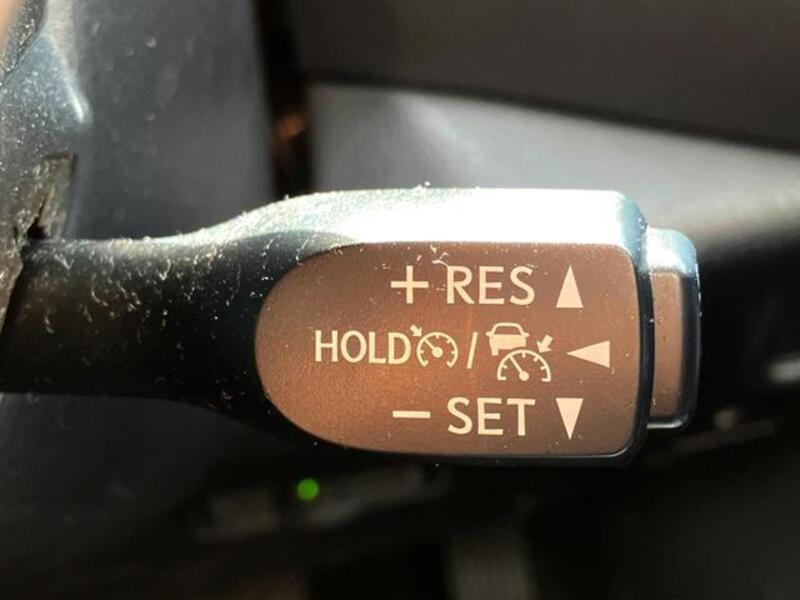 + RES ▲
HOLD / ◀
− SET ▼